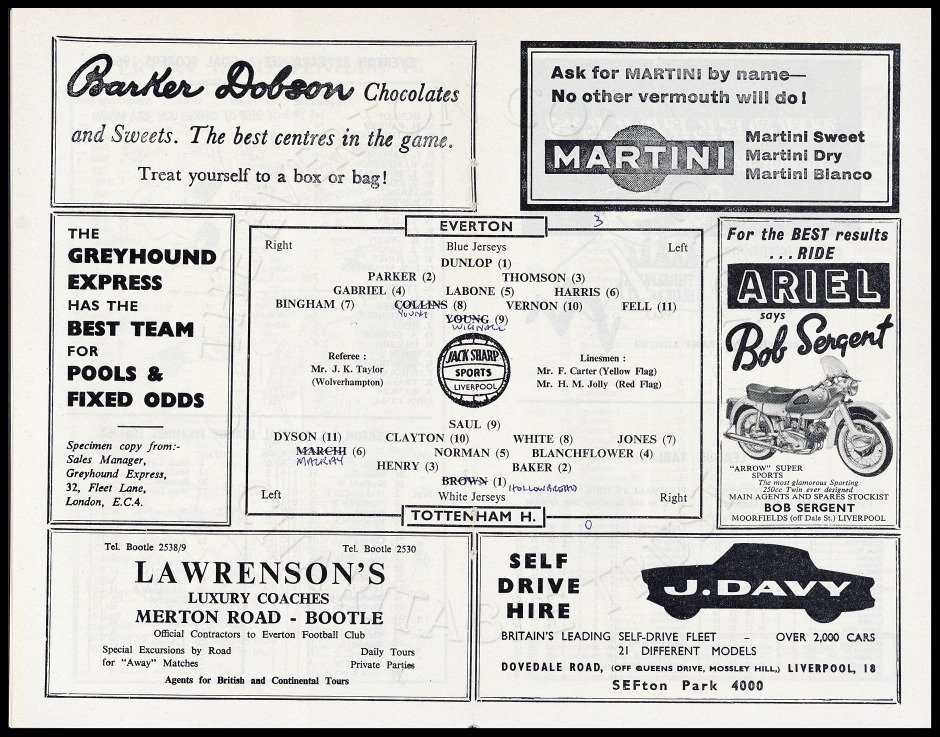 Barker Dobson Chocolates
and Sweets. The best centres in the game.
Treat yourself to a box or bag!
Ask for MARTINI by name—
No other vermouth will do!
MARTINI
Martini Sweet
Martini Dry
Martini Bianco
THE
GREYHOUND
EXPRESS
HAS THE
BEST TEAM
FOR
POOLS &
FIXED ODDS
Specimen copy from:-
Sales Manager,
Greyhound Express,
32, Fleet Lane,
London, E.C.4.
EVERTON 3
Right Blue Jerseys Left
DUNLOP (1)
PARKER (2) THOMSON (3)
GABRIEL (4) LABONE (5) HARRIS (6)
BINGHAM (7) COLLINS (8) VERNON (10) FELL (11)
YOUNG YOUNG (9)
WIGNALL
Referee :
Mr. J. K. Taylor
(Wolverhampton)
JACK SHARP
SPORTS
LIVERPOOL
Linesmen :
Mr. F. Carter (Yellow Flag)
Mr. H. M. Jolly (Red Flag)
SAUL (9)
DYSON (11) CLAYTON (10) WHITE (8) JONES (7)
MARCHI (6) NORMAN (5) BLANCHFLOWER (4)
MACKAY
HENRY (3) BAKER (2)
BROWN (1) HOLLOWBREAD
Left White Jerseys Right
TOTTENHAM H. 0
For the BEST results
...RIDE
ARIEL
says
Bob Sergent
"ARROW" SUPER
SPORTS
The most glamorous Sporting
250cc Twin ever designed
MAIN AGENTS AND SPARES STOCKIST
BOB SERGENT
MOORFIELDS (off Dale St.) LIVERPOOL
Tel. Bootle 2538/9 Tel. Bootle 2530
LAWRENSON'S
LUXURY COACHES
MERTON ROAD - BOOTLE
Official Contractors to Everton Football Club
Special Excursions by Road
for "Away" Matches
Daily Tours
Private Parties
Agents for British and Continental Tours
SELF
DRIVE
HIRE
J. DAVY
BRITAIN'S LEADING SELF-DRIVE FLEET – OVER 2,000 CARS
21 DIFFERENT MODELS
DOVEDALE ROAD, (OFF QUEENS DRIVE, MOSSLEY HILL,) LIVERPOOL, 18
SEFton Park 4000